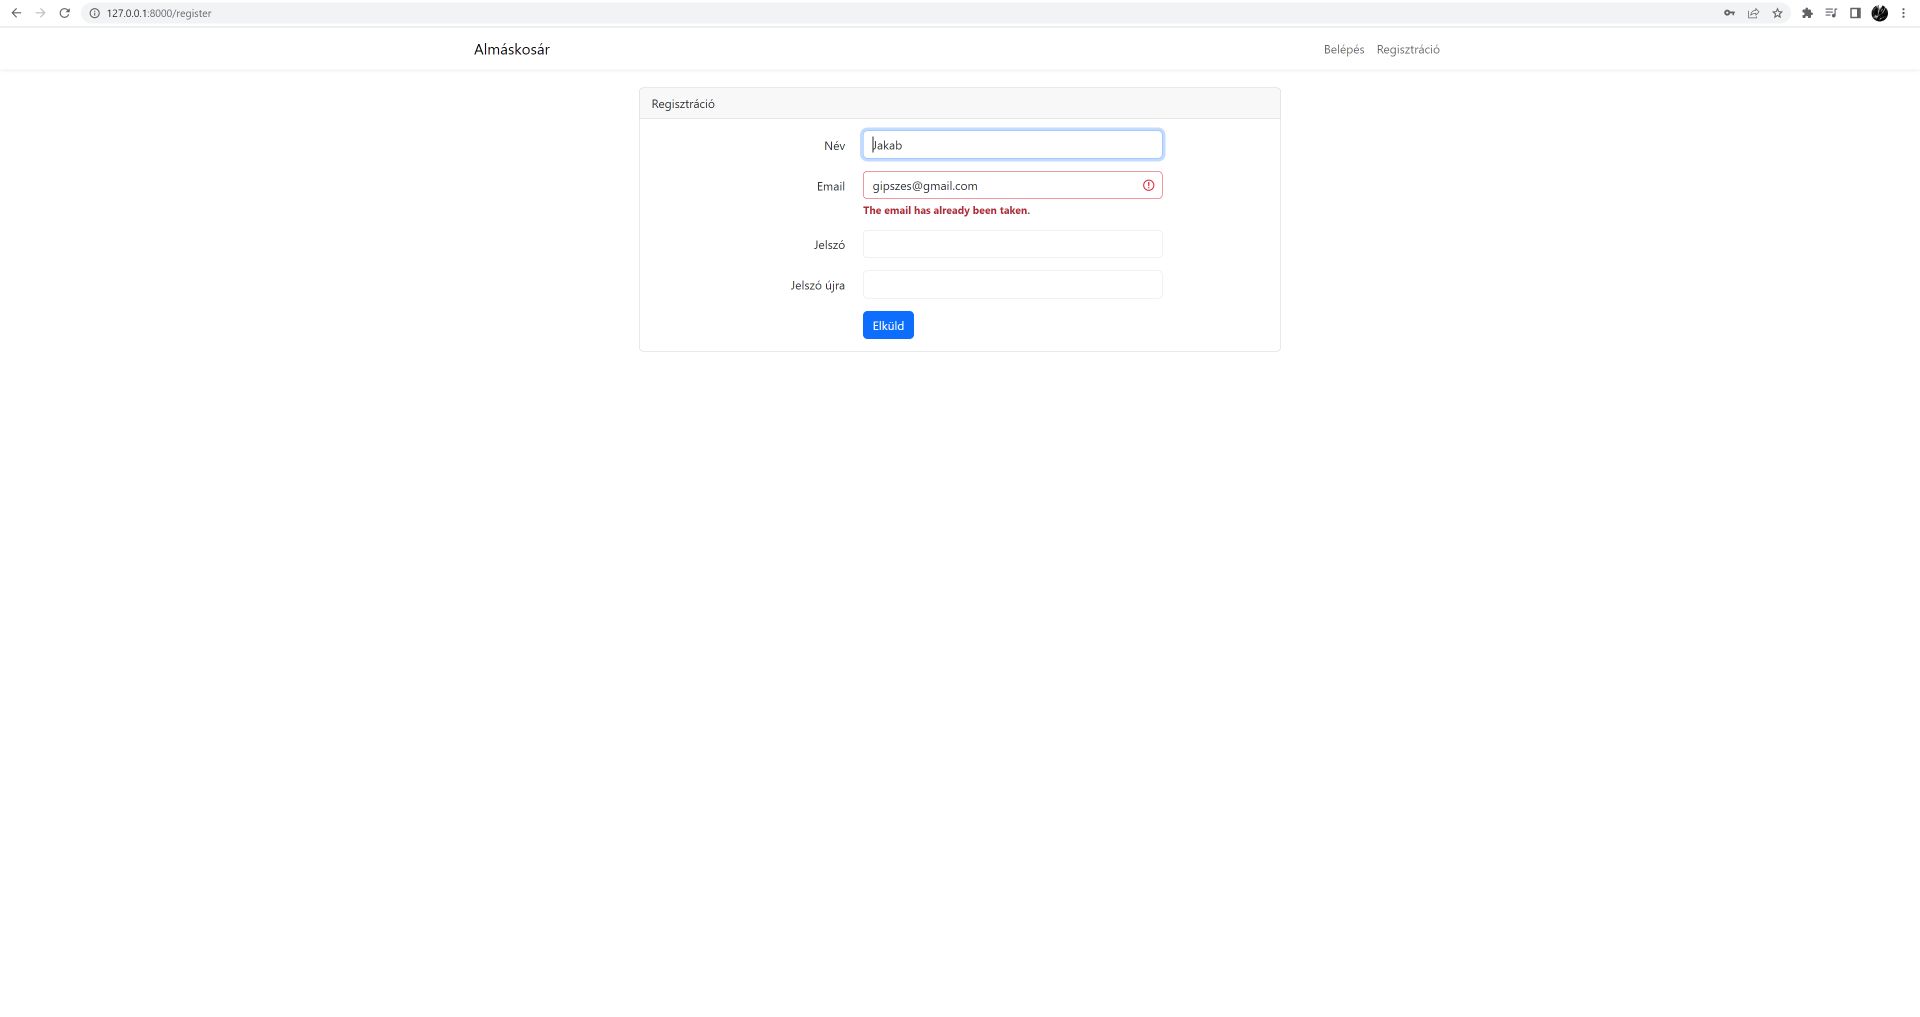 127.0.0.1:8000/register
Almáskosár
Belépés Regisztráció
Regisztráció
Név Jakab
Email gipszes@gmail.com
The email has already been taken.
Jelszó
Jelszó újra
Elküld